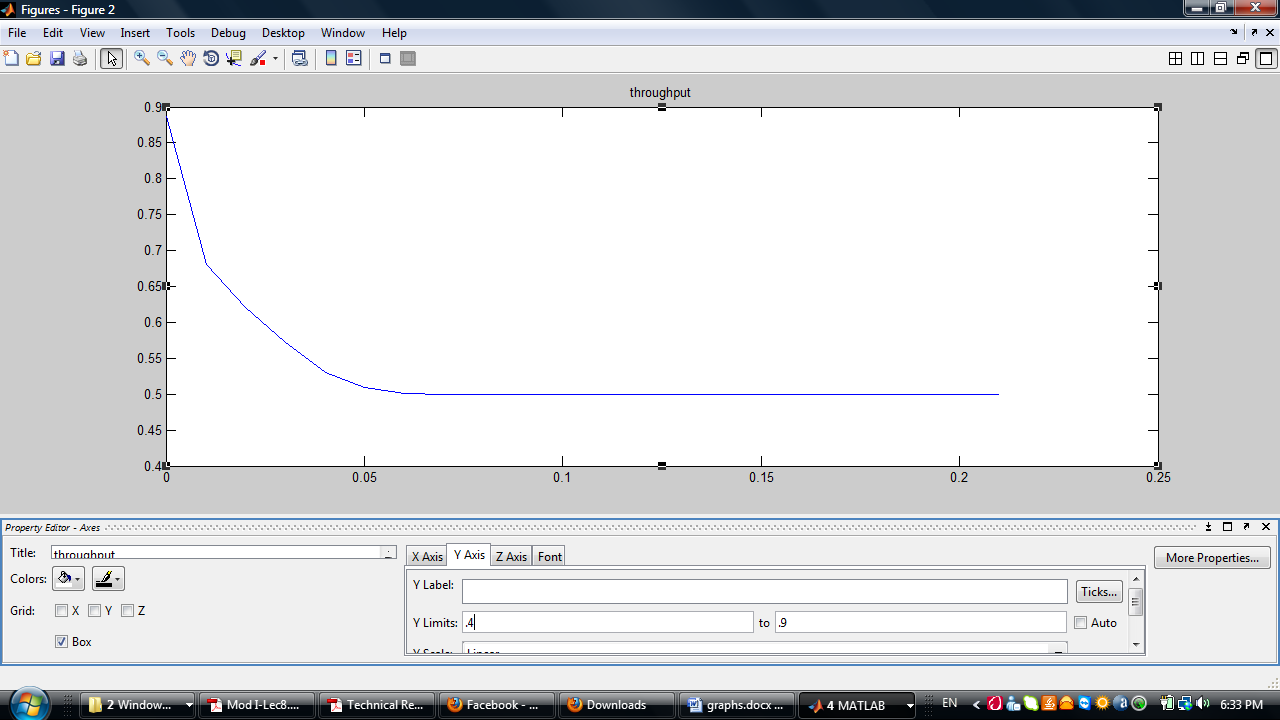 Figures - Figure 2
File Edit View Insert Tools Debug Desktop Window Help
throughput
0.9
0.85
0.8
0.75
0.7
0.65
0.6
0.55
0.5
0.45
0.4
0 0.05 0.1 0.15 0.2 0.25
Property Editor - Axes
Title: throughput
Colors:
Grid: X Y Z
Box
X Axis Y Axis Z Axis Font
Y Label:
Ticks...
Y Limits: .4 to .9 Auto
Y Scale: Linear
More Properties...
2 Window... Mod I-Lec8.... Technical Re... Facebook - ... Downloads graphs.docx ... 4 MATLAB EN 6:33 PM